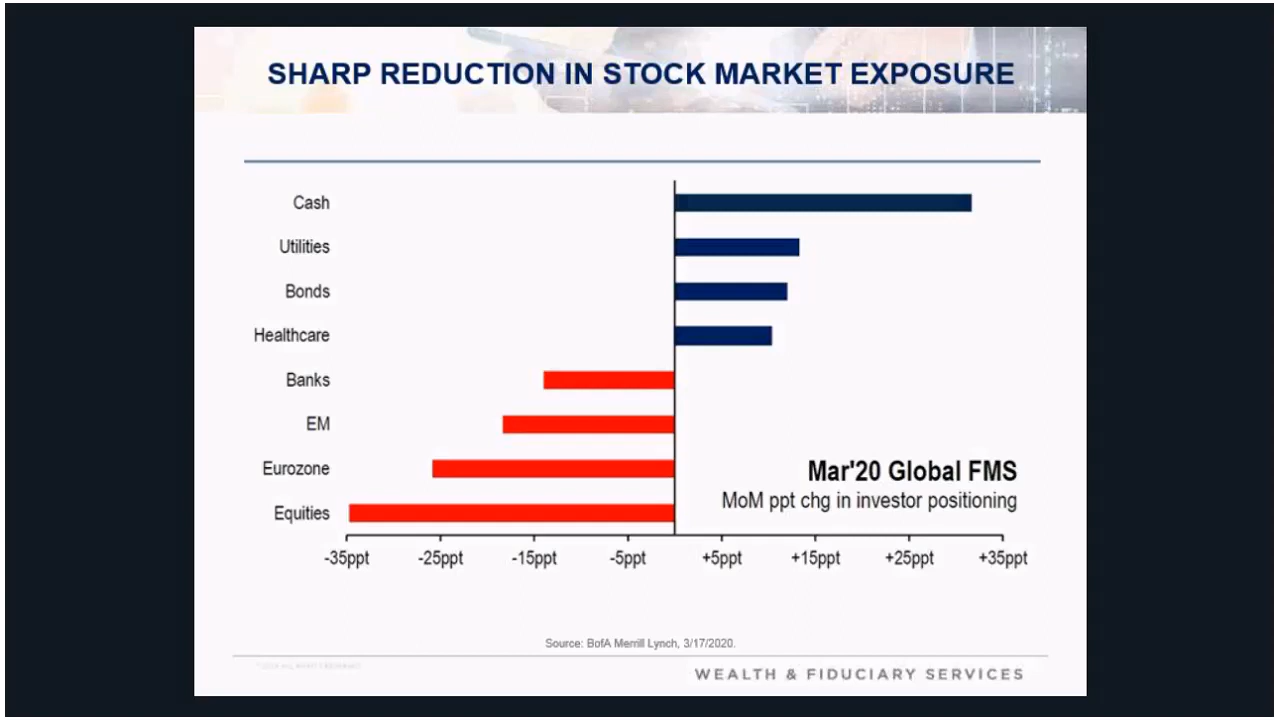 SHARP REDUCTION IN STOCK MARKET EXPOSURE
Cash
Utilities
Bonds
Healthcare
Banks
EM
Eurozone
Equities
Mar'20 Global FMS
MoM ppt chg in investor positioning
-35ppt -25ppt -15ppt -5ppt +5ppt +15ppt +25ppt +35ppt
Source: BofA Merrill Lynch, 3/17/2020.
WEALTH & FIDUCIARY SERVICES